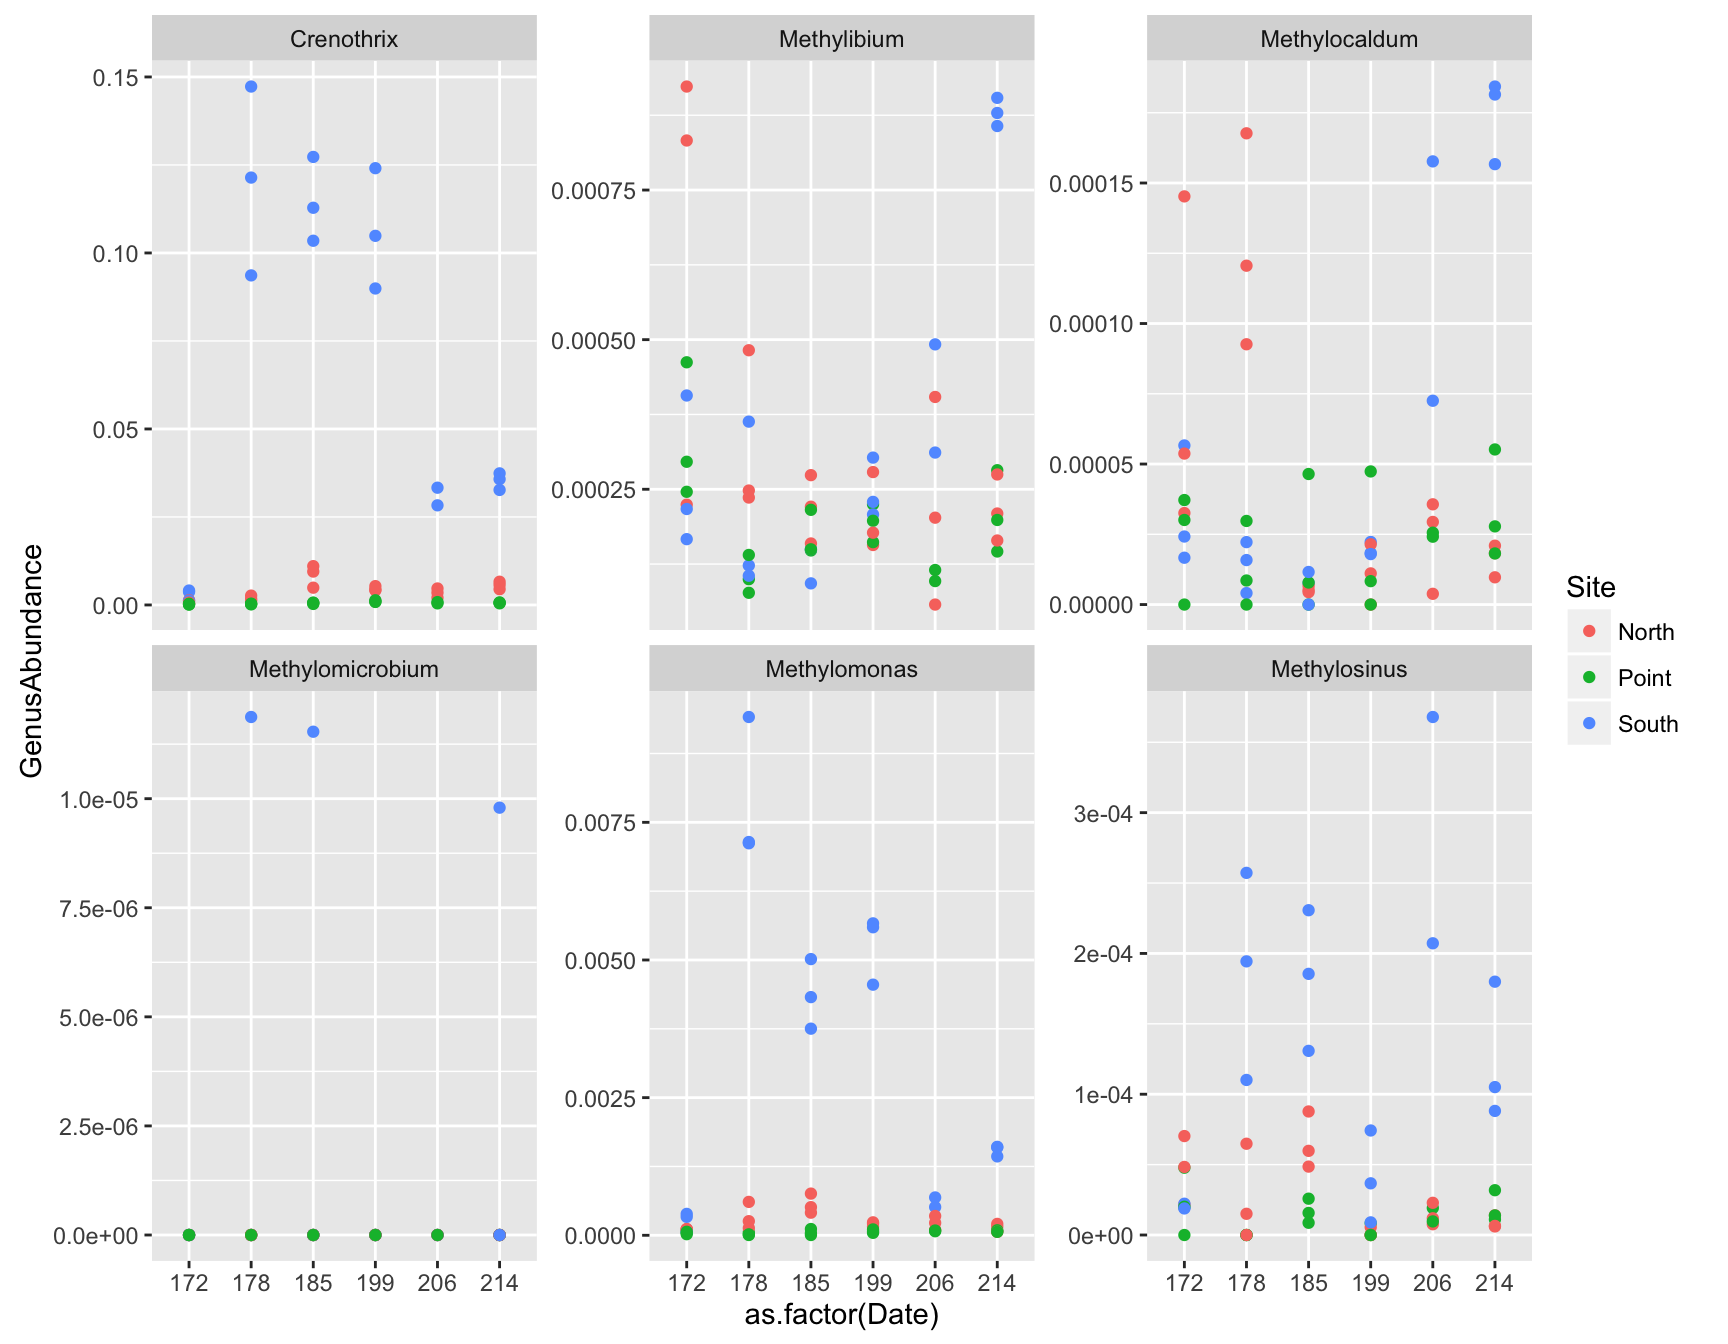 Crenothrix
Methylibium
Methylocaldum
0.15
0.10
0.05
0.00
0.00075
0.00050
0.00025
0.00015
0.00010
0.00005
0.00000
GenusAbundance
Methylomicrobium
Methylomonas
Methylosinus
1.0e-05
7.5e-06
5.0e-06
2.5e-06
0.0e+00
0.0075
0.0050
0.0025
0.0000
3e-04
2e-04
1e-04
0e+00
172 178 185 199 206 214
172 178 185 199 206 214
172 178 185 199 206 214
as.factor(Date)
Site
North
Point
South